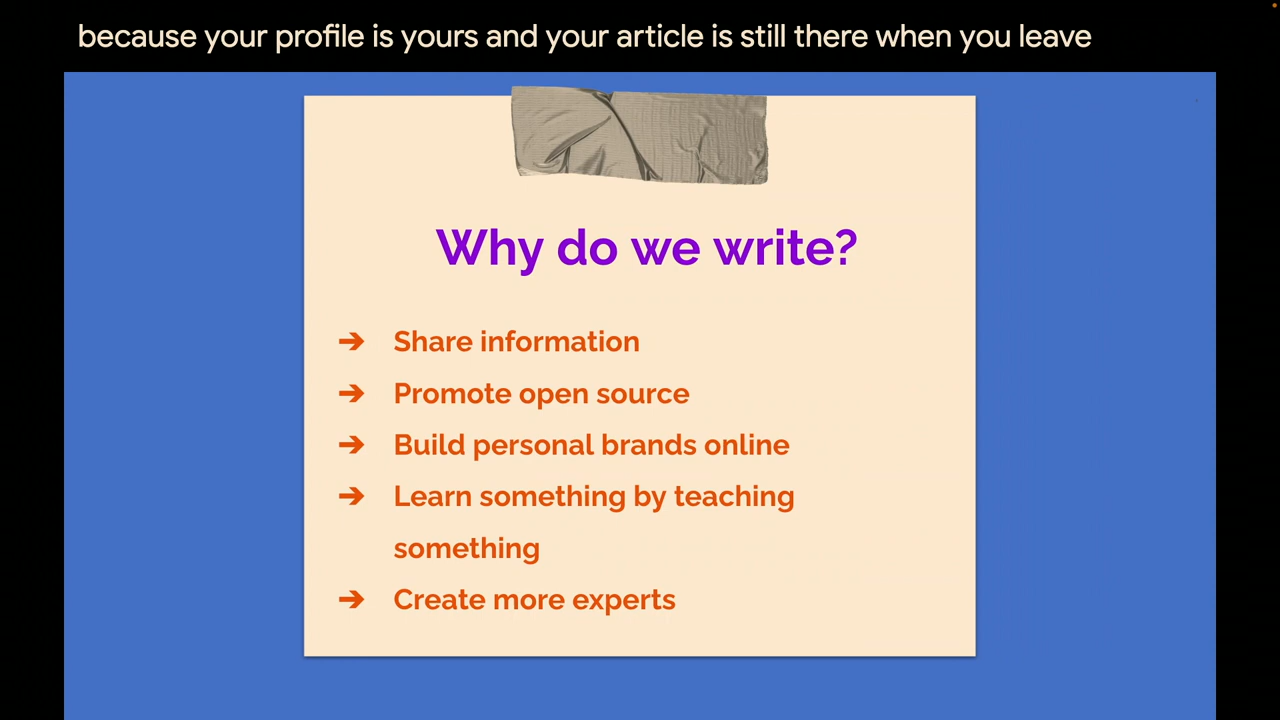 because your profile is yours and your article is still there when you leave
Why do we write?
➔ Share information
➔ Promote open source
➔ Build personal brands online
➔ Learn something by teaching
something
➔ Create more experts